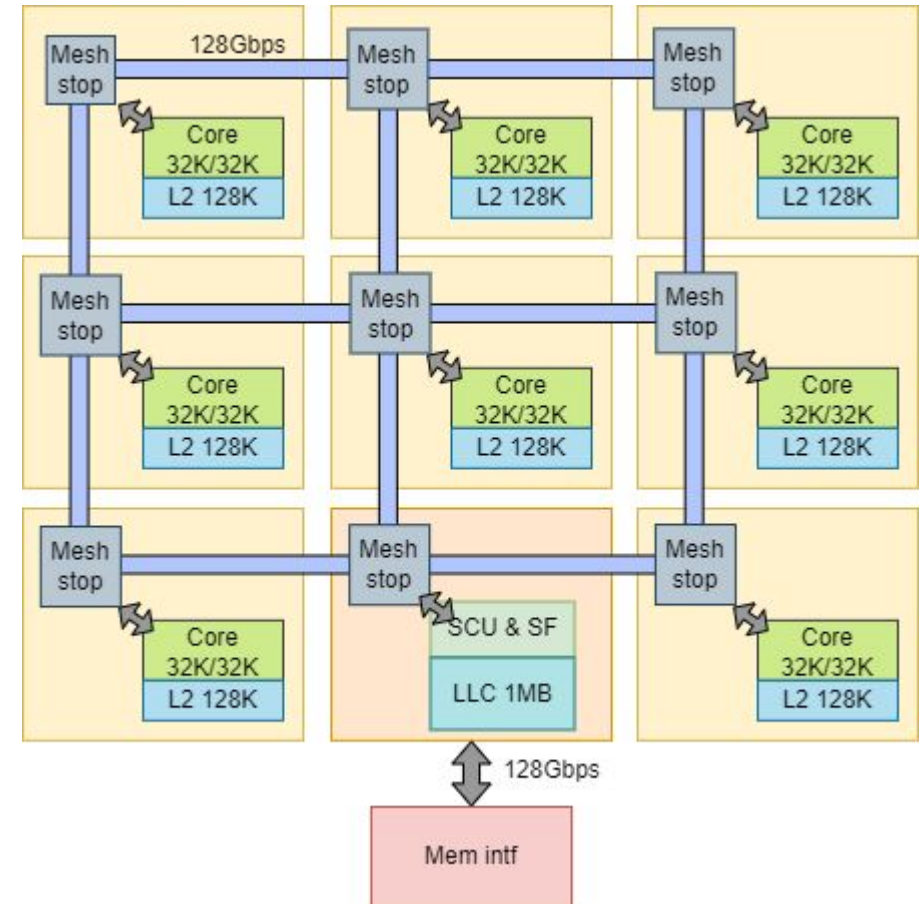 128Gbps
Mesh
stop
Mesh
stop
Mesh
stop
Core
32K/32K
L2 128K
Core
32K/32K
L2 128K
Core
32K/32K
L2 128K
Mesh
stop
Mesh
stop
Mesh
stop
Core
32K/32K
L2 128K
Core
32K/32K
L2 128K
Core
32K/32K
L2 128K
Mesh
stop
Mesh
stop
Mesh
stop
Core
32K/32K
L2 128K
SCU & SF
LLC 1MB
Core
32K/32K
L2 128K
128Gbps
Mem intf